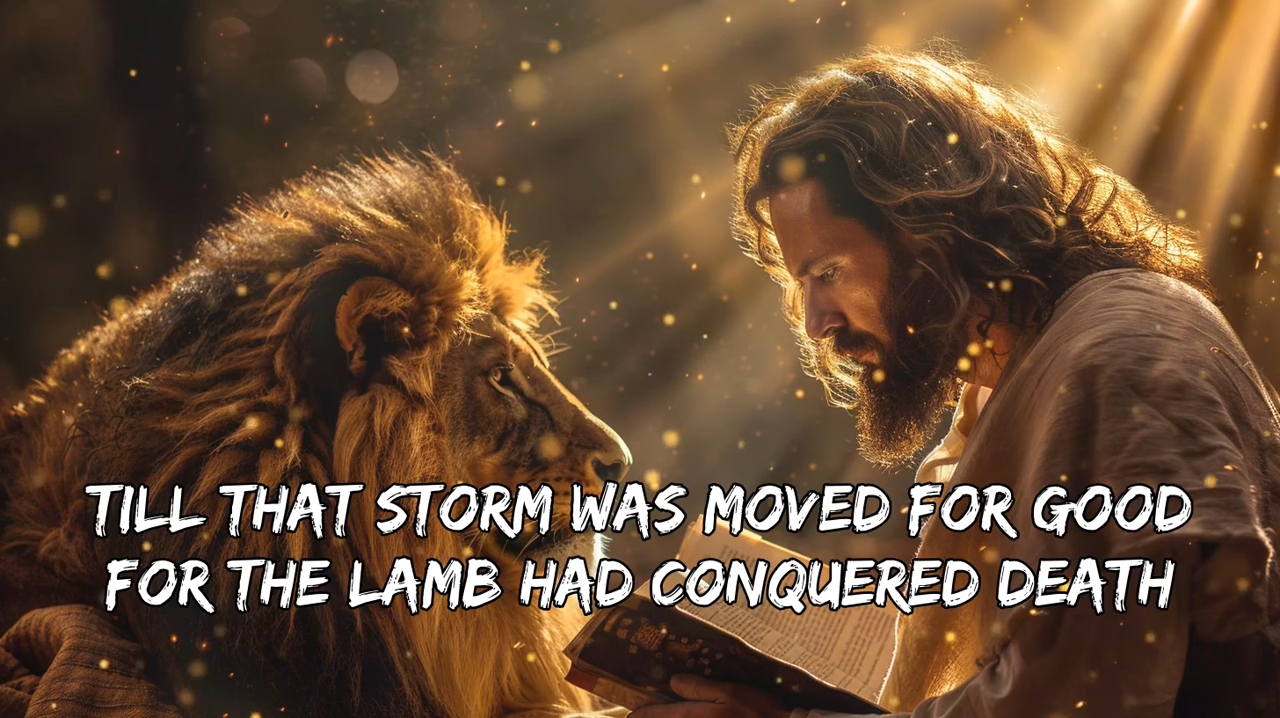 TILL THAT STORM WAS MOVED FOR GOOD
FOR THE LAMB HAD CONQUERED DEATH